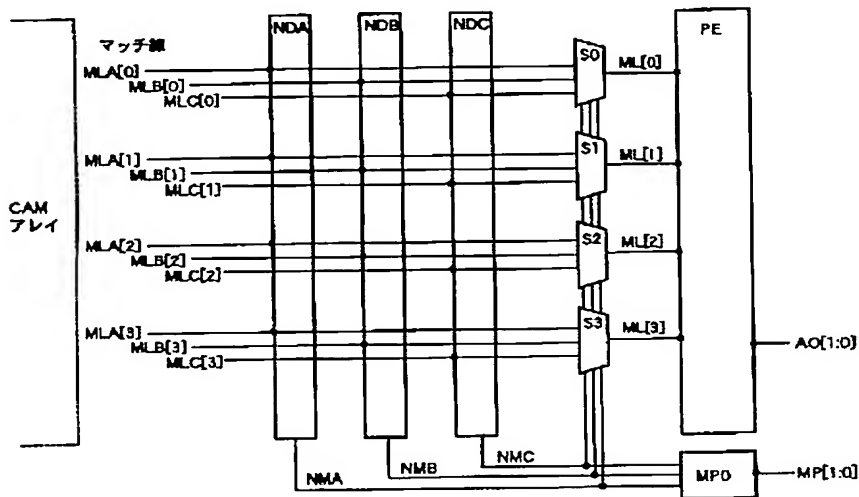 NDA NDB NDC PE
マッチ線
MLA[0] S0 ML[0]
MLB[0]
MLC[0]
MLA[1] S1 ML[1]
MLB[1]
MLC[1]
CAM
アレイ
MLA[2] S2 ML[2]
MLB[2]
MLC[2]
MLA[3] S3 ML[3]
MLB[3]
MLC[3]
AO[1:0]
NMC
NMB
NMA
MPD MP[1:0]